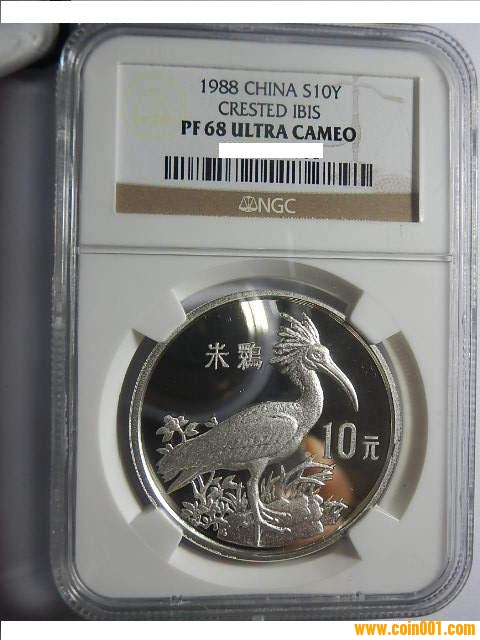 1988 CHINA S10Y
CRESTED IBIS
PF 68 ULTRA CAMEO
NGC
朱鹮
10元
www.coin001.com